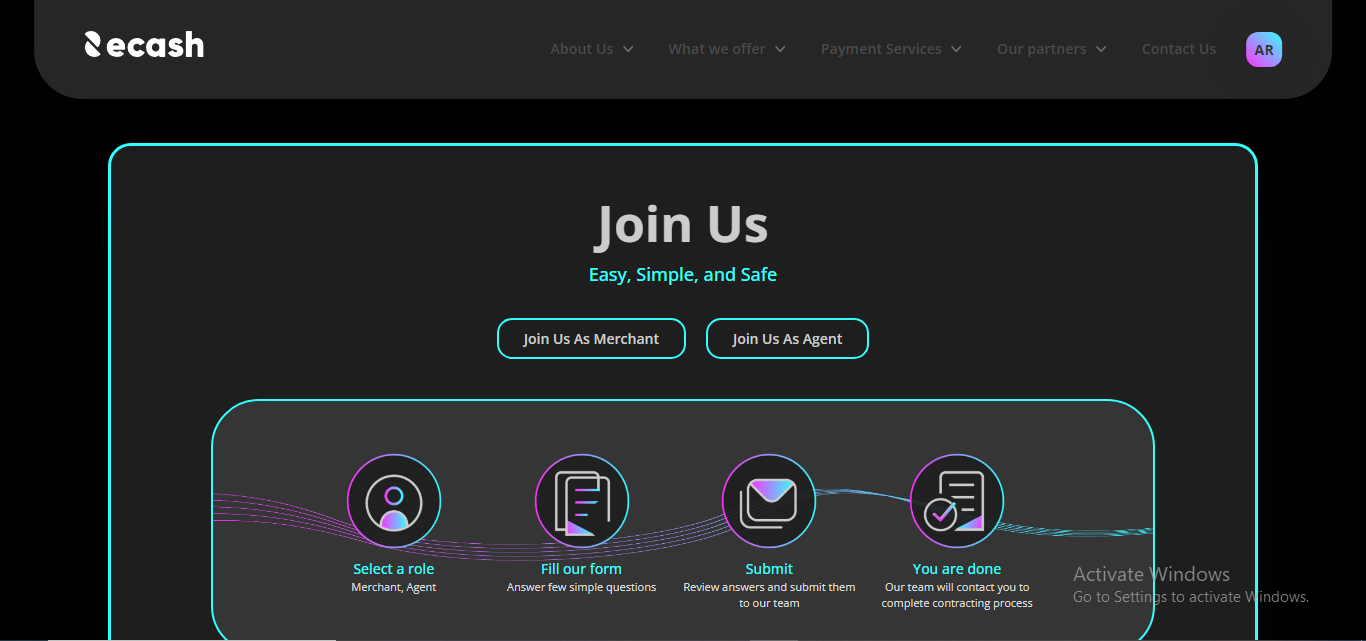 ecash
About Us
What we offer
Payment Services
Our partners
Contact Us
AR
Join Us
Easy, Simple, and Safe
Join Us As Merchant
Join Us As Agent
Select a role
Merchant, Agent
Fill our form
Answer few simple questions
Submit
Review answers and submit them
to our team
You are done
Our team will contact you to
complete contracting process
Activate Windows
Go to Settings to activate Windows.